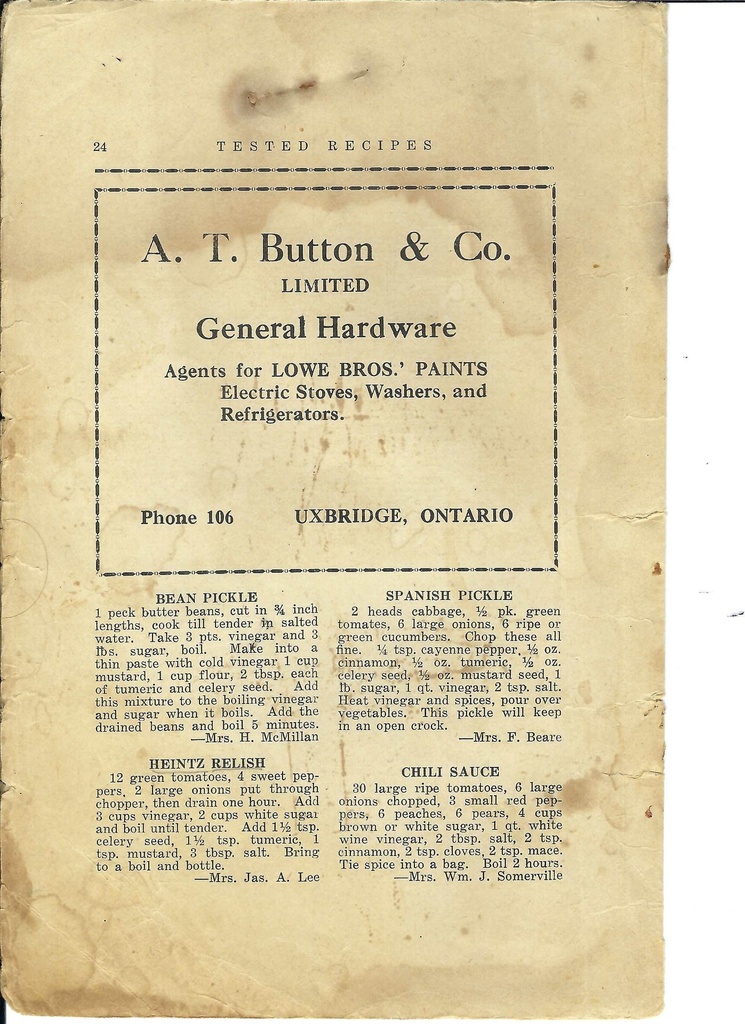 24 TESTED RECIPES
A. T. Button & Co.
LIMITED
General Hardware
Agents for LOWE BROS.' PAINTS
Electric Stoves, Washers, and
Refrigerators.
Phone 106 UXBRIDGE, ONTARIO
BEAN PICKLE
1 peck butter beans, cut in ¾ inch
lengths, cook till tender in salted
water. Take 3 pts. vinegar and 3
lbs. sugar, boil. Make into a
thin paste with cold vinegar 1 cup
mustard, 1 cup flour, 2 tbsp. each
of tumeric and celery seed. Add
this mixture to the boiling vinegar
and sugar when it boils. Add the
drained beans and boil 5 minutes.
—Mrs. H. McMillan
HEINTZ RELISH
12 green tomatoes, 4 sweet pep-
pers, 2 large onions put through
chopper, then drain one hour. Add
3 cups vinegar, 2 cups white sugar
and boil until tender. Add 1½ tsp.
celery seed, 1½ tsp. tumeric, 1
tsp. mustard, 3 tbsp. salt. Bring
to a boil and bottle.
—Mrs. Jas. A. Lee
SPANISH PICKLE
2 heads cabbage, ½ pk. green
tomates, 6 large onions, 6 ripe or
green cucumbers. Chop these all
fine. ¼ tsp. cayenne pepper, ½ oz.
cinnamon, ½ oz. tumeric, ½ oz.
celery seed, ½ oz. mustard seed, 1
lb. sugar, 1 qt. vinegar, 2 tsp. salt.
Heat vinegar and spices, pour over
vegetables. This pickle will keep
in an open crock.
—Mrs. F. Beare
CHILI SAUCE
30 large ripe tomatoes, 6 large
onions chopped, 3 small red pep-
pers, 6 peaches, 6 pears, 4 cups
brown or white sugar, 1 qt. white
wine vinegar, 2 tbsp. salt, 2 tsp.
cinnamon, 2 tsp. cloves, 2 tsp. mace.
Tie spice into a bag. Boil 2 hours.
—Mrs. Wm. J. Somerville